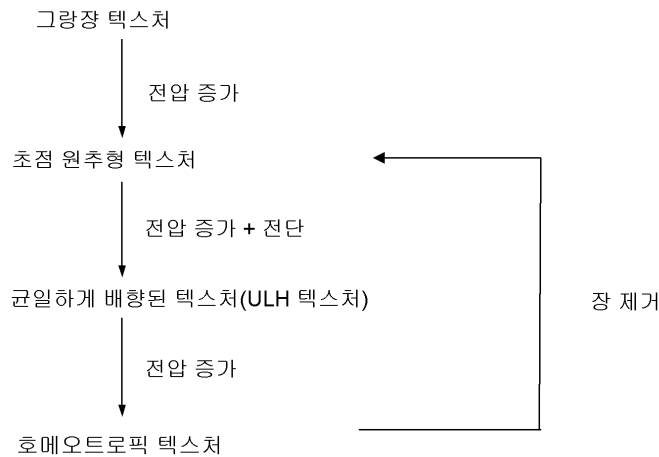 그랑쟝 텍스처
전압 증가
초점 원추형 텍스처
전압 증가 + 전단
균일하게 배향된 텍스처(ULH 텍스처)
장 제거
전압 증가
호메오트로픽 텍스처